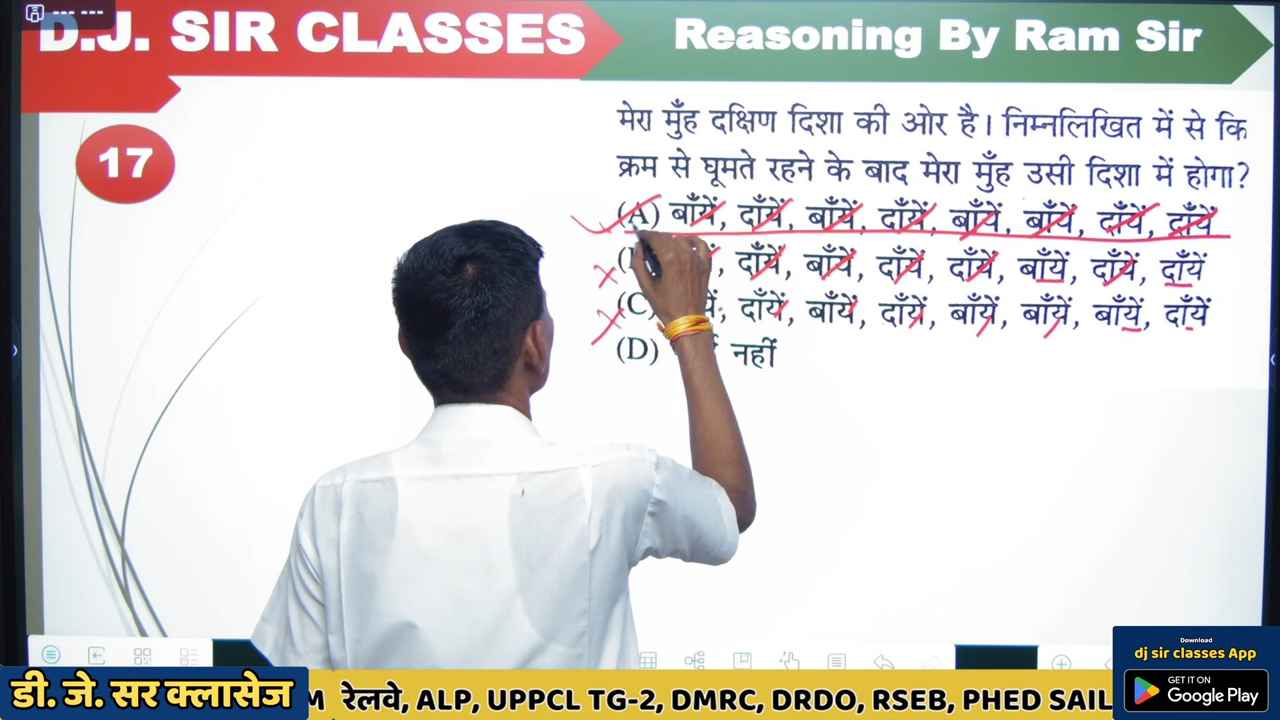 D.J. SIR CLASSES
Reasoning By Ram Sir
17
मेरा मुँह दक्षिण दिशा की ओर है। निम्नलिखित में से कि
क्रम से घूमते रहने के बाद मेरा मुँह उसी दिशा में होगा?
(A) बाँयें, दाँयें, बाँयें, दाँयें, बाँयें, बाँयें, दाँयें, दाँयें
दाँयें, बाँयें, दाँयें, दाँयें, बाँयें, दाँयें, दाँयें
(C) दाँयें, बाँयें, दाँयें, बाँयें, बाँयें, बाँयें, दाँयें
(D) नहीं
डी. जे. सर क्लासेज
M रेलवे, ALP, UPPCL TG-2, DMRC, DRDO, RSEB, PHED SAIL
Download
dj sir classes App
GET IT ON
Google Play